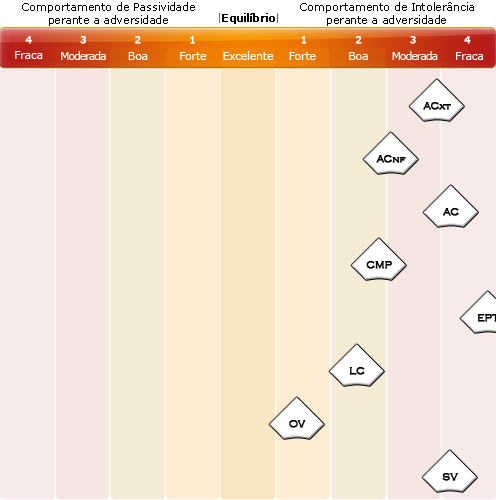 Comportamento de Passividade
perante a adversidade
|Equilíbrio|
Comportamento de Intolerância
perante a adversidade
4 3 2 1 1 2 3 4
Fraca Moderada Boa Forte Excelente Forte Boa Moderada Fraca
ACXT
ACNF
AC
CMP
EPT
LC
OV
SV